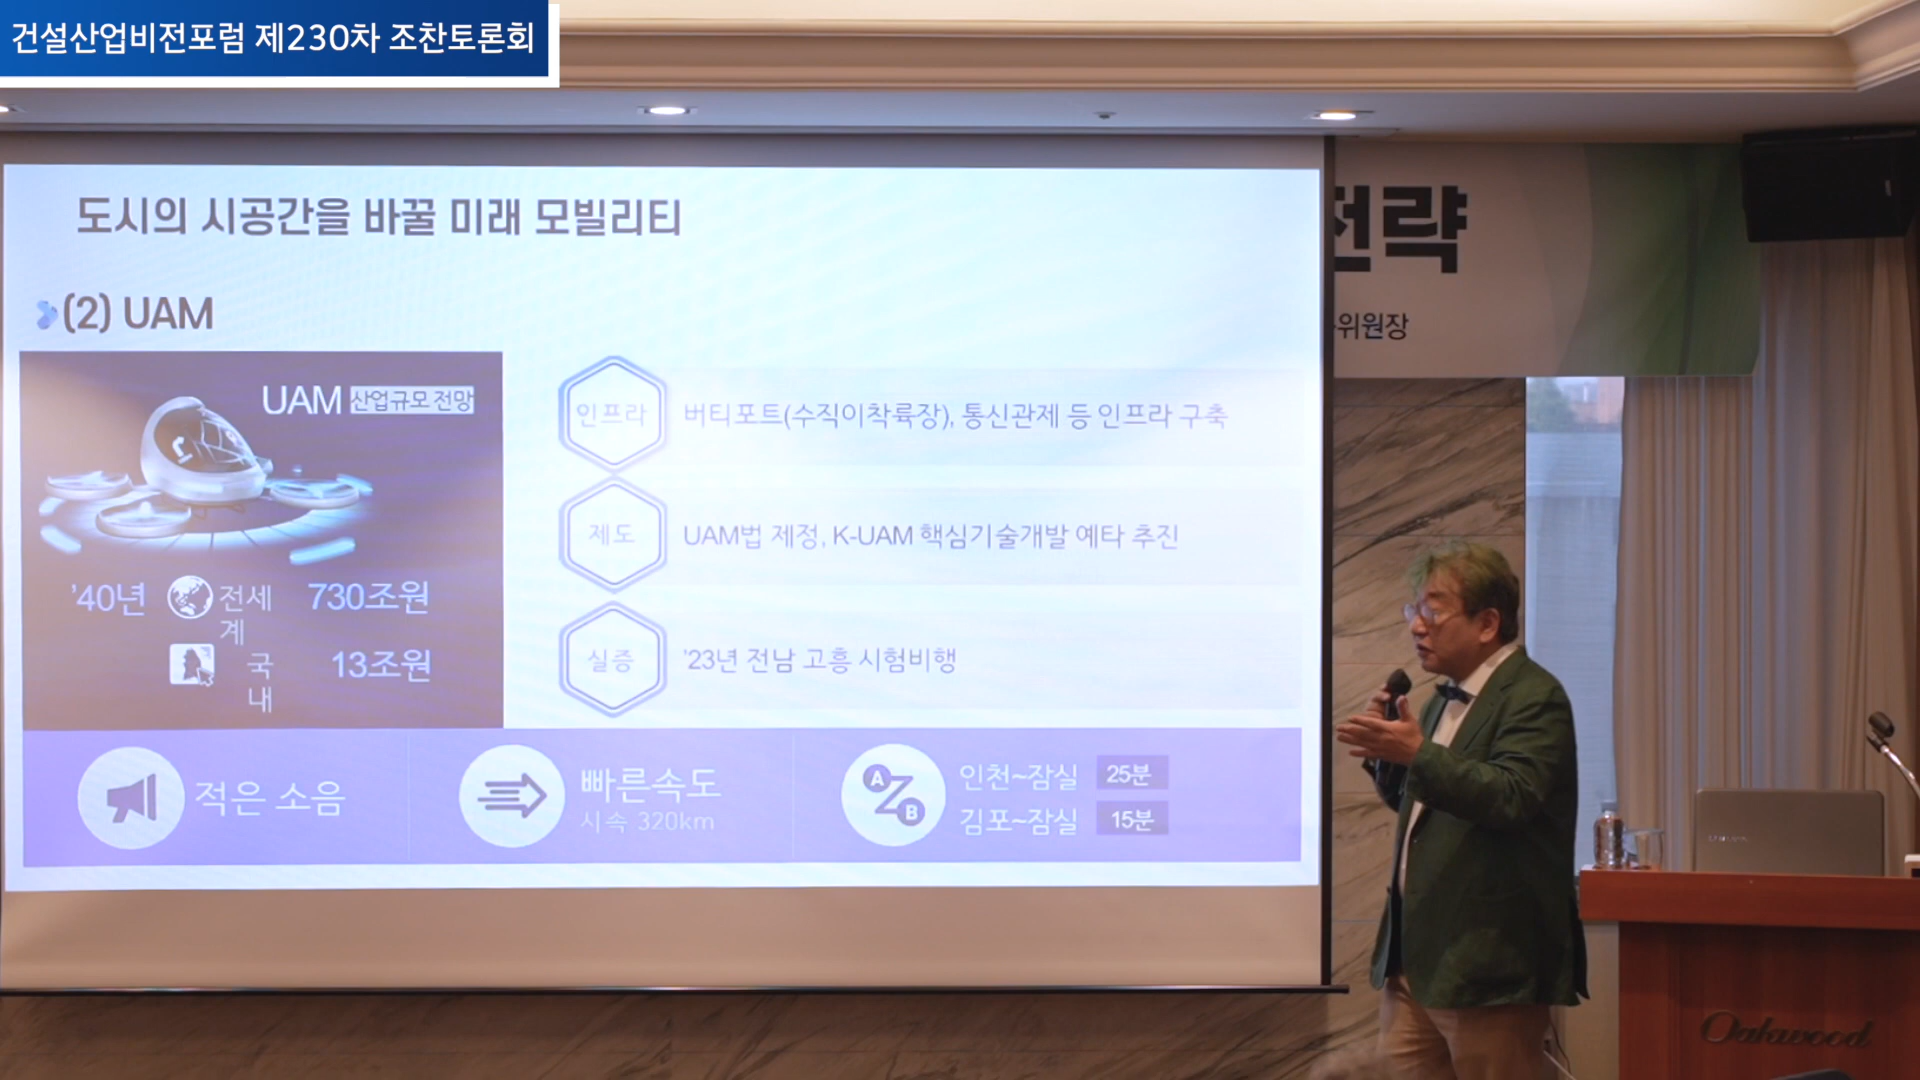 건설산업비전포럼 제230차 조찬토론회
전략
위원장
도시의 시공간을 바꿀 미래 모빌리티
(2) UAM
UAM 산업규모 전망
'40년 전세계 730조원
국내 13조원
인프라 버티포트(수직이착륙장), 통신관제 등 인프라 구축
제도 UAM법 제정, K-UAM 핵심기술개발 예타 추진
실증 '23년 전남 고흥 시험비행
적은 소음
빠른속도
시속 320km
A B
인천~잠실 25분
김포~잠실 15분
Oakwood